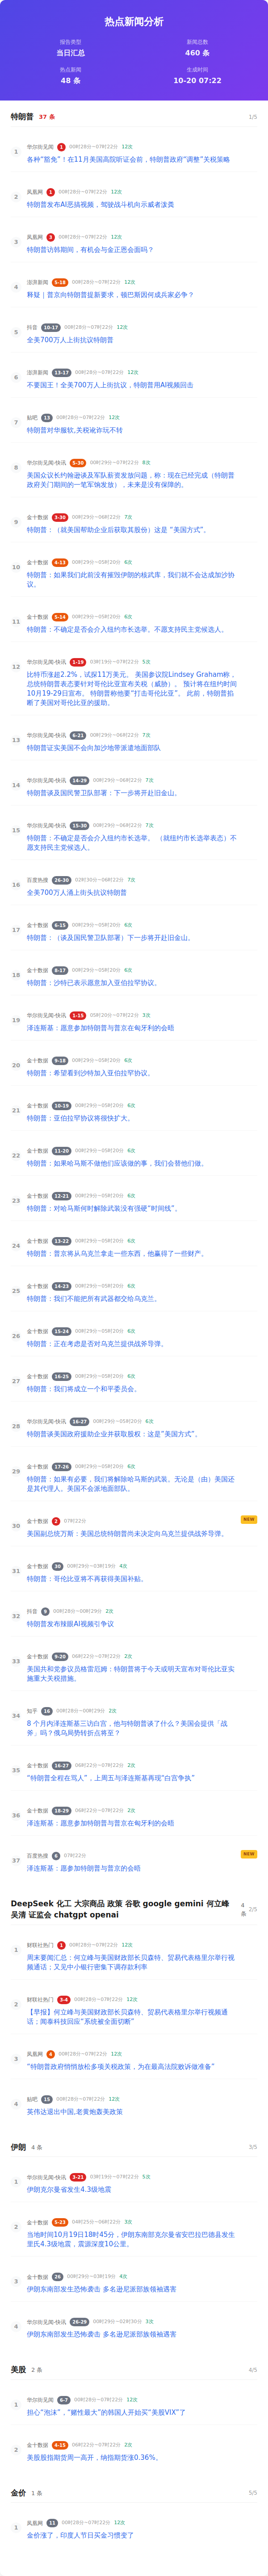 热点新闻分析
报告类型
当日汇总
新闻总数
460 条
热点新闻
48 条
生成时间
10-20 07:22
特朗普 37 条 1/5
1
华尔街见闻 1 00时28分~07时22分 12次
各种“豁免”！在11月美国高院听证会前，特朗普政府“调整”关税策略
2
凤凰网 1 00时28分~07时22分 12次
特朗普发布AI恶搞视频，驾驶战斗机向示威者泼粪
3
凤凰网 3 00时28分~07时22分 12次
特朗普访韩期间，有机会与金正恩会面吗？
4
澎湃新闻 5-10 00时28分~07时22分 12次
释疑｜普京向特朗普提新要求，顿巴斯因何成兵家必争？
5
抖音 10-17 00时28分~07时22分 12次
全美700万人上街抗议特朗普
6
澎湃新闻 13-17 00时28分~07时22分 12次
不要国王！全美700万人上街抗议，特朗普用AI视频回击
7
贴吧 13 00时28分~07时22分 12次
特朗普对华服软,关税讹诈玩不转
8
华尔街见闻-快讯 5-30 00时28分~07时22分 8次
美国众议长约翰逊谈及军队薪资发放问题，称：现在已经完成（特朗普
政府关门期间的一笔军饷发放），未来是没有保障的。
9
金十数据 3-30 00时29分~06时22分 7次
特朗普：（就美国帮助企业后获取其股份）这是 “美国方式”。
10
金十数据 4-13 00时29分~05时20分 6次
特朗普：如果我们此前没有摧毁伊朗的核武库，我们就不会达成加沙协
议。
11
金十数据 5-14 00时29分~05时20分 6次
特朗普：不确定是否会介入纽约市长选举。不愿支持民主党候选人。
12
华尔街见闻-快讯 1-19 03时19分~07时22分 5次
比特币涨超2.2%，试探11万美元。 美国参议院Lindsey Graham称，
总统特朗普表态要针对哥伦比亚宣布关税（威胁）。 预计将在纽约时间
10月19-29日宣布。 特朗普称他要“打击哥伦比亚”。 此前，特朗普掐
断了美国对哥伦比亚的援助。
13
华尔街见闻-快讯 6-21 00时29分~06时22分 7次
特朗普证实美国不会向加沙地带派遣地面部队
14
华尔街见闻-快讯 14-29 00时29分~06时22分 7次
特朗普谈及国民警卫队部署：下一步将开赴旧金山。
15
华尔街见闻-快讯 15-30 00时29分~06时22分 7次
特朗普：不确定是否会介入纽约市长选举。 （就纽约市长选举表态）不
愿支持民主党候选人。
16
百度热搜 26-30 02时30分~06时22分 7次
全美700万人涌上街头抗议特朗普
17
金十数据 6-15 00时29分~05时20分 6次
特朗普：（谈及国民警卫队部署）下一步将开赴旧金山。
18
金十数据 8-17 00时29分~05时20分 6次
特朗普：沙特已表示愿意加入亚伯拉罕协议。
19
华尔街见闻-快讯 1-15 05时20分~07时22分 3次
泽连斯基：愿意参加特朗普与普京在匈牙利的会晤
20
金十数据 9-18 00时29分~05时20分 6次
特朗普：希望看到沙特加入亚伯拉罕协议。
21
金十数据 10-19 00时29分~05时20分 6次
特朗普：亚伯拉罕协议将很快扩大。
22
金十数据 11-20 00时29分~05时20分 6次
特朗普：如果哈马斯不做他们应该做的事，我们会替他们做。
23
金十数据 12-21 00时29分~05时20分 6次
特朗普：对哈马斯何时解除武装没有强硬“时间线”。
24
金十数据 13-22 00时29分~05时20分 6次
特朗普：普京将从乌克兰拿走一些东西，他赢得了一些财产。
25
金十数据 14-23 00时29分~05时20分 6次
特朗普：我们不能把所有武器都交给乌克兰。
26
金十数据 15-24 00时29分~05时20分 6次
特朗普：正在考虑是否对乌克兰提供战斧导弹。
27
金十数据 16-25 00时29分~05时20分 6次
特朗普：我们将成立一个和平委员会。
28
华尔街见闻-快讯 16-27 00时29分~05时20分 6次
特朗普谈美国政府援助企业并获取股权：这是“美国方式”。
29
金十数据 17-26 00时29分~05时20分 6次
特朗普：如果有必要，我们将解除哈马斯的武装。无论是（由）美国还
是其代理人。美国不会派地面部队。
30
金十数据 2 07时22分 NEW
美国副总统万斯：美国总统特朗普尚未决定向乌克兰提供战斧导弹。
31
金十数据 30 00时29分~03时19分 4次
特朗普：哥伦比亚将不再获得美国补贴。
32
抖音 9 00时28分~00时29分 2次
特朗普发布辣眼AI视频引争议
33
金十数据 9-20 06时22分~07时22分 2次
美国共和党参议员格雷厄姆：特朗普将于今天或明天宣布对哥伦比亚实
施重大关税措施。
34
知乎 16 00时28分~00时29分 2次
8 个月内泽连斯基三访白宫，他与特朗普谈了什么？美国会提供「战
斧」吗？俄乌局势转折点将至？
35
金十数据 16-27 06时22分~07时22分 2次
“特朗普全程在骂人”，上周五与泽连斯基再现“白宫争执”
36
金十数据 18-29 06时22分~07时22分 2次
泽连斯基：愿意参加特朗普与普京在匈牙利的会晤
37
百度热搜 6 07时22分 NEW
泽连斯基：愿参加特朗普与普京的会晤
DeepSeek 化工 大宗商品 政策 谷歌 google gemini 何立峰
吴清 证监会 chatgpt openai 4 条 2/5
1
财联社热门 1 00时28分~07时22分 12次
周末要闻汇总：何立峰与美国财政部长贝森特、贸易代表格里尔举行视
频通话；又见中小银行密集下调存款利率
2
财联社热门 3-4 00时28分~07时22分 12次
【早报】何立峰与美国财政部长贝森特、贸易代表格里尔举行视频通
话；闻泰科技回应“系统被全面切断”
3
凤凰网 4 00时28分~07时22分 12次
“特朗普政府悄悄放松多项关税政策，为在最高法院败诉做准备”
4
贴吧 15 00时28分~07时22分 12次
英伟达退出中国,老黄炮轰美政策
伊朗 4 条 3/5
1
华尔街见闻-快讯 3-21 03时19分~07时22分 5次
伊朗克尔曼省发生4.3级地震
2
金十数据 5-23 04时25分~06时22分 3次
当地时间10月19日18时45分，伊朗东南部克尔曼省安巴拉巴德县发生
里氏4.3级地震，震源深度10公里。
3
金十数据 26 00时29分~03时19分 4次
伊朗东南部发生恐怖袭击 多名逊尼派部族领袖遇害
4
华尔街见闻-快讯 26-29 00时29分~02时30分 3次
伊朗东南部发生恐怖袭击 多名逊尼派部族领袖遇害
美股 2 条 4/5
1
华尔街见闻 6-7 00时28分~07时22分 12次
担心“泡沫”，“赌性最大”的韩国人开始买“美股VIX”了
2
金十数据 4-15 06时22分~07时22分 2次
美股股指期货周一高开，纳指期货涨0.36%。
金价 1 条 5/5
1
凤凰网 11 00时28分~07时22分 12次
金价涨了，印度人节日买金习惯变了